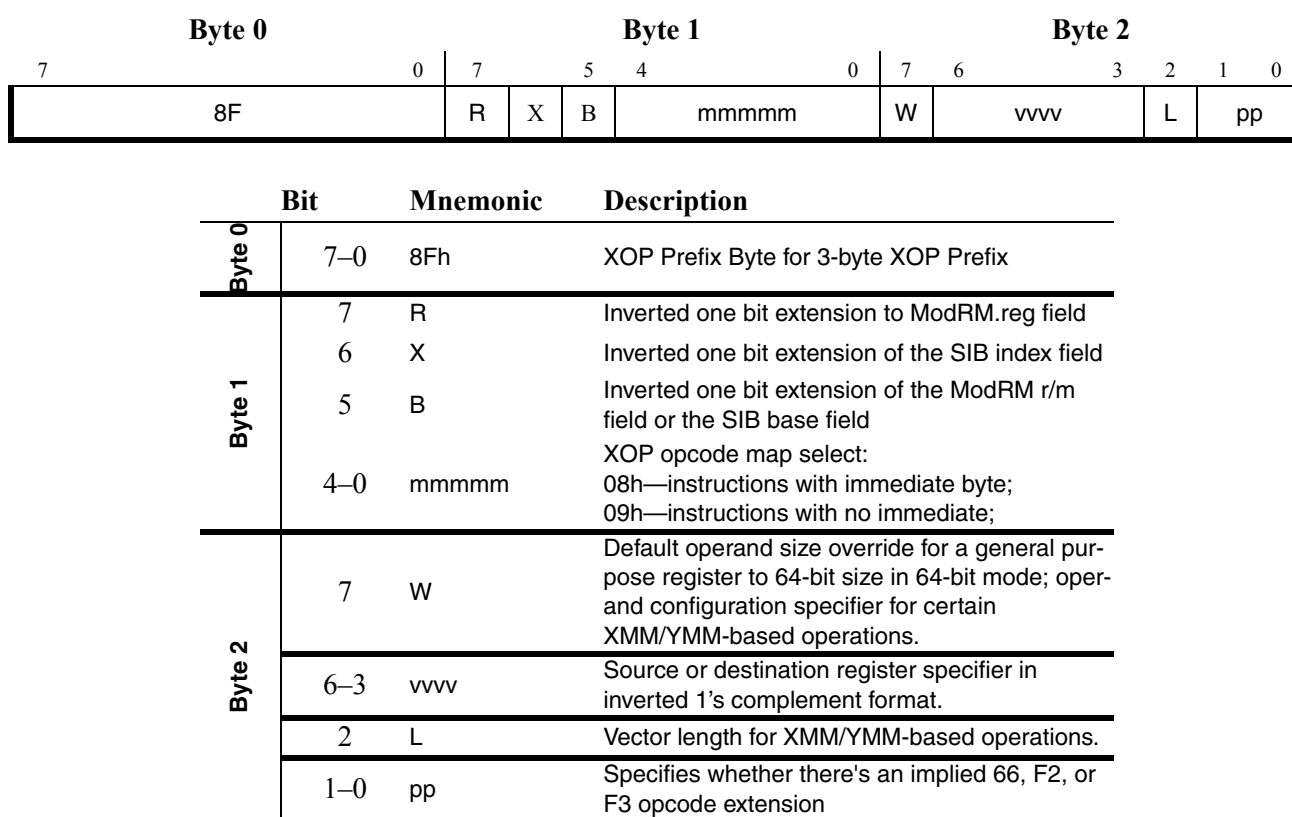 Byte 0 Byte 1 Byte 2
7 0 7 5 4 0 7 6 3 2 1 0
8F R X B mmmmm W vvvv L pp
Bit Mnemonic Description
Byte 0
7–0 8Fh XOP Prefix Byte for 3-byte XOP Prefix
Byte 1
7 R Inverted one bit extension to ModRM.reg field
6 X Inverted one bit extension of the SIB index field
5 B Inverted one bit extension of the ModRM r/m
field or the SIB base field
4–0 mmmmm XOP opcode map select:
08h—instructions with immediate byte;
09h—instructions with no immediate;
Byte 2
7 W Default operand size override for a general pur-
pose register to 64-bit size in 64-bit mode; oper-
and configuration specifier for certain
XMM/YMM-based operations.
6–3 vvvv Source or destination register specifier in
inverted 1's complement format.
2 L Vector length for XMM/YMM-based operations.
1–0 pp Specifies whether there's an implied 66, F2, or
F3 opcode extension